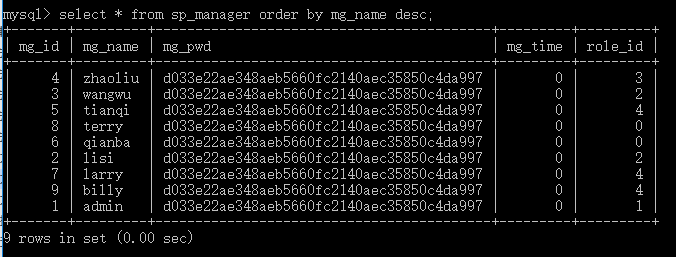 mysql> select * from sp_manager order by mg_name desc;
+-------+---------+------------------------------------------+---------+---------+
| mg_id | mg_name | mg_pwd | mg_time | role_id |
+-------+---------+------------------------------------------+---------+---------+
| 4 | zhaoliu | d033e22ae348aeb5660fc2140aec35850c4da997 | 0 | 3 |
| 3 | wangwu | d033e22ae348aeb5660fc2140aec35850c4da997 | 0 | 2 |
| 5 | tianqi | d033e22ae348aeb5660fc2140aec35850c4da997 | 0 | 4 |
| 8 | terry | d033e22ae348aeb5660fc2140aec35850c4da997 | 0 | 0 |
| 6 | qianba | d033e22ae348aeb5660fc2140aec35850c4da997 | 0 | 0 |
| 2 | lisi | d033e22ae348aeb5660fc2140aec35850c4da997 | 0 | 2 |
| 7 | larry | d033e22ae348aeb5660fc2140aec35850c4da997 | 0 | 4 |
| 9 | billy | d033e22ae348aeb5660fc2140aec35850c4da997 | 0 | 4 |
| 1 | admin | d033e22ae348aeb5660fc2140aec35850c4da997 | 0 | 1 |
+-------+---------+------------------------------------------+---------+---------+
9 rows in set (0.00 sec)